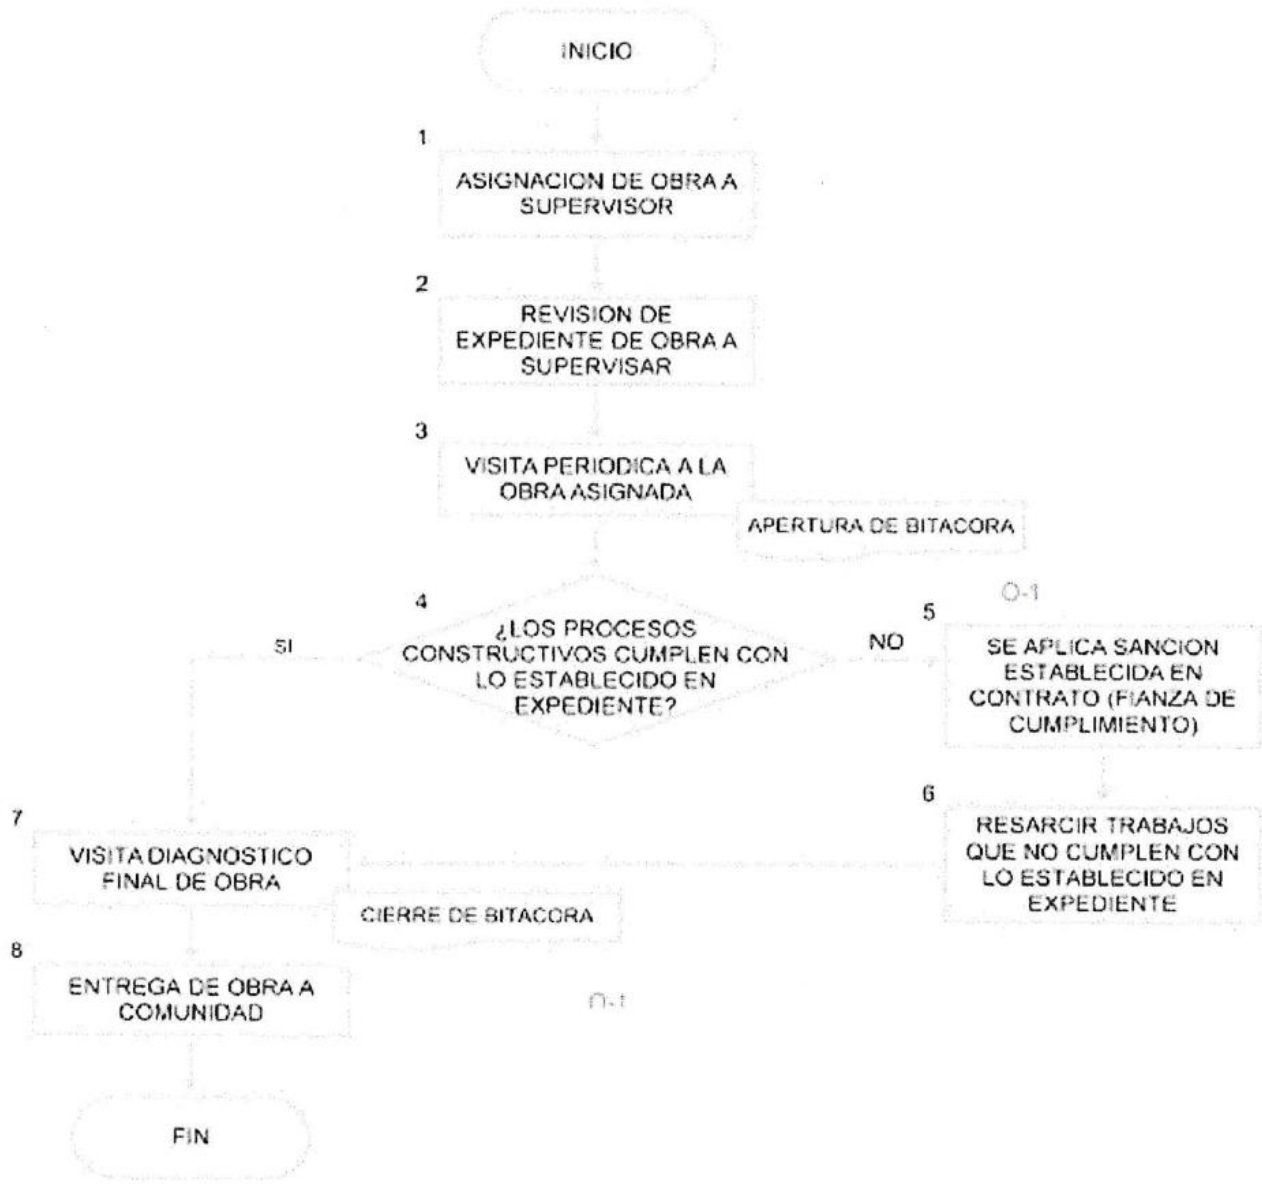 INICIO
1
ASIGNACION DE OBRA A
SUPERVISOR
2
REVISION DE
EXPEDIENTE DE OBRA A
SUPERVISAR
3
VISITA PERIODICA A LA
OBRA ASIGNADA
APERTURA DE BITACORA
O-1
4
¿LOS PROCESOS
CONSTRUCTIVOS CUMPLEN CON
LO ESTABLECIDO EN
EXPEDIENTE?
SI
NO
5
SE APLICA SANCION
ESTABLECIDA EN
CONTRATO (FIANZA DE
CUMPLIMIENTO)
6
RESARCIR TRABAJOS
QUE NO CUMPLEN CON
LO ESTABLECIDO EN
EXPEDIENTE
7
VISITA DIAGNOSTICO
FINAL DE OBRA
CIERRE DE BITACORA
O-1
8
ENTREGA DE OBRA A
COMUNIDAD
FIN